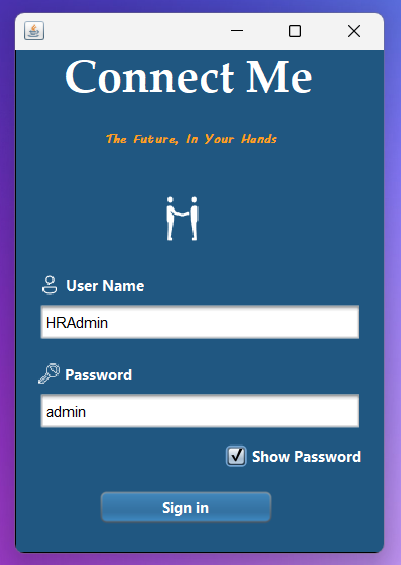 Connect Me
The Future, In Your Hands
User Name
HRAdmin
Password
admin
Show Password
Sign in